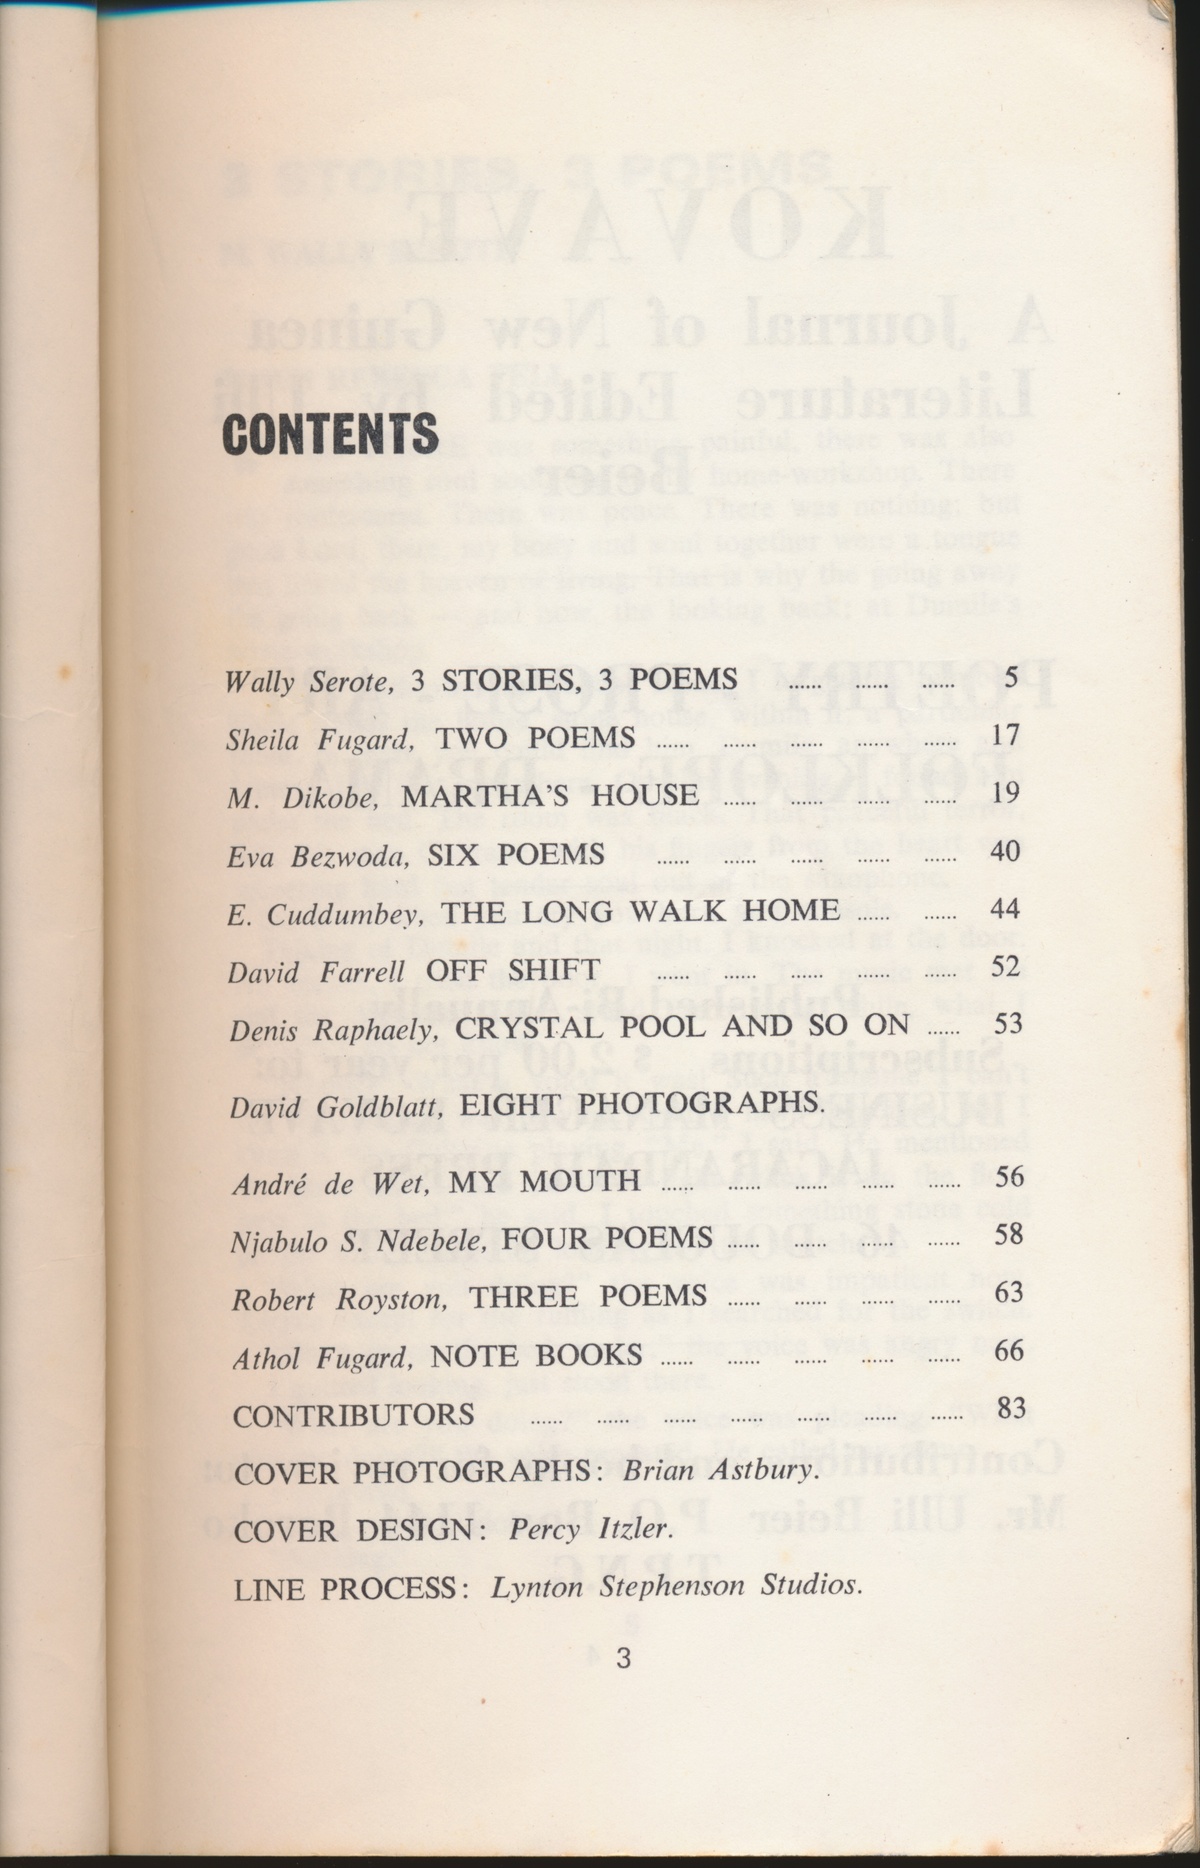 CONTENTS
Wally Serote, 3 STORIES, 3 POEMS ...... ...... ...... 5
Sheila Fugard, TWO POEMS ...... ...... ...... ...... ...... 17
M. Dikobe, MARTHA'S HOUSE ...... ...... ...... ...... 19
Eva Bezwoda, SIX POEMS ...... ...... ...... ...... ...... 40
E. Cuddumbey, THE LONG WALK HOME ...... ...... 44
David Farrell OFF SHIFT ...... ...... ...... ...... ...... 52
Denis Raphaely, CRYSTAL POOL AND SO ON ...... 53
David Goldblatt, EIGHT PHOTOGRAPHS.
André de Wet, MY MOUTH ...... ...... ...... ...... ...... 56
Njabulo S. Ndebele, FOUR POEMS ...... ...... ...... ...... 58
Robert Royston, THREE POEMS ...... ...... ...... ...... 63
Athol Fugard, NOTE BOOKS ...... ...... ...... ...... ...... 66
CONTRIBUTORS ...... ...... ...... ...... ...... ...... ...... 83
COVER PHOTOGRAPHS: Brian Astbury.
COVER DESIGN: Percy Itzler.
LINE PROCESS: Lynton Stephenson Studios.
3